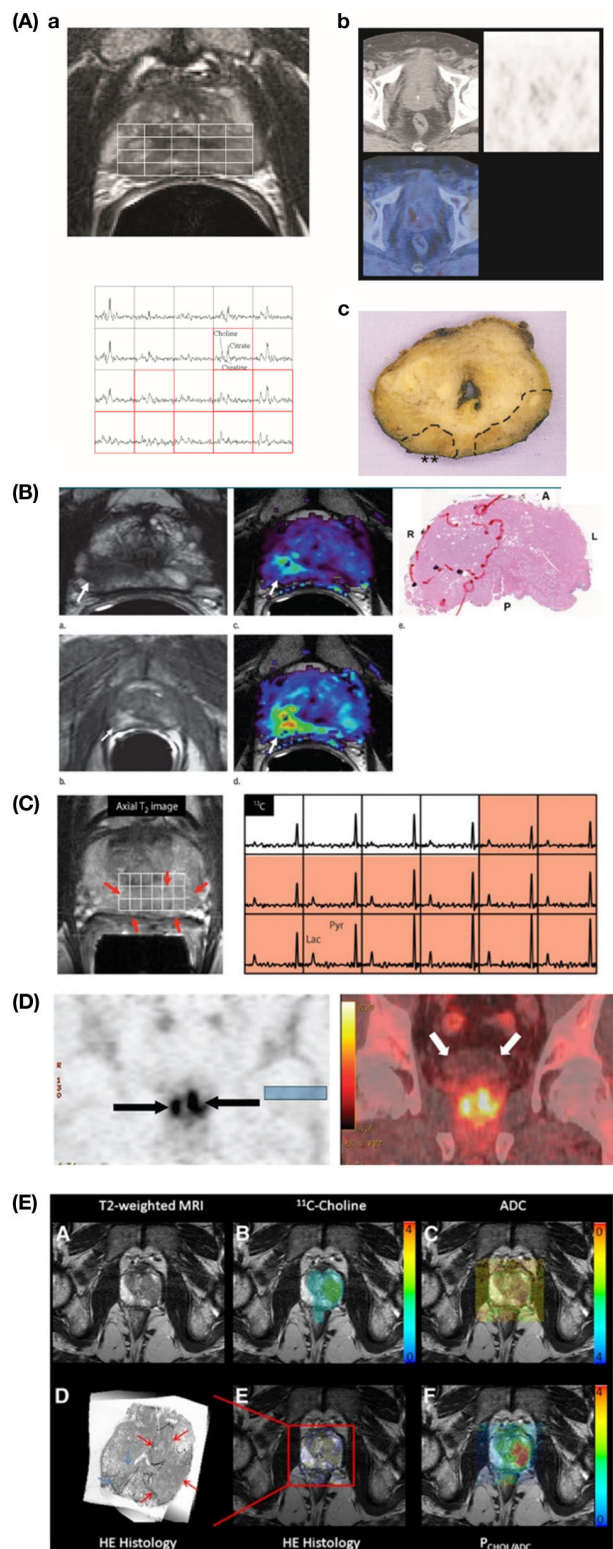 (A) a
b
Choline
Citrate
Creatine
c
**
(B)
a.
c.
R
A
L
P
e.
b.
d.
(C)
Axial T2 image
13C
Pyr
Lac
(D)
(E)
T2-weighted MRI
11C-Choline
ADC
A
B
C
4
0
0
4
D
E
F
4
0
HE Histology
HE Histology
PCHOL/ADC